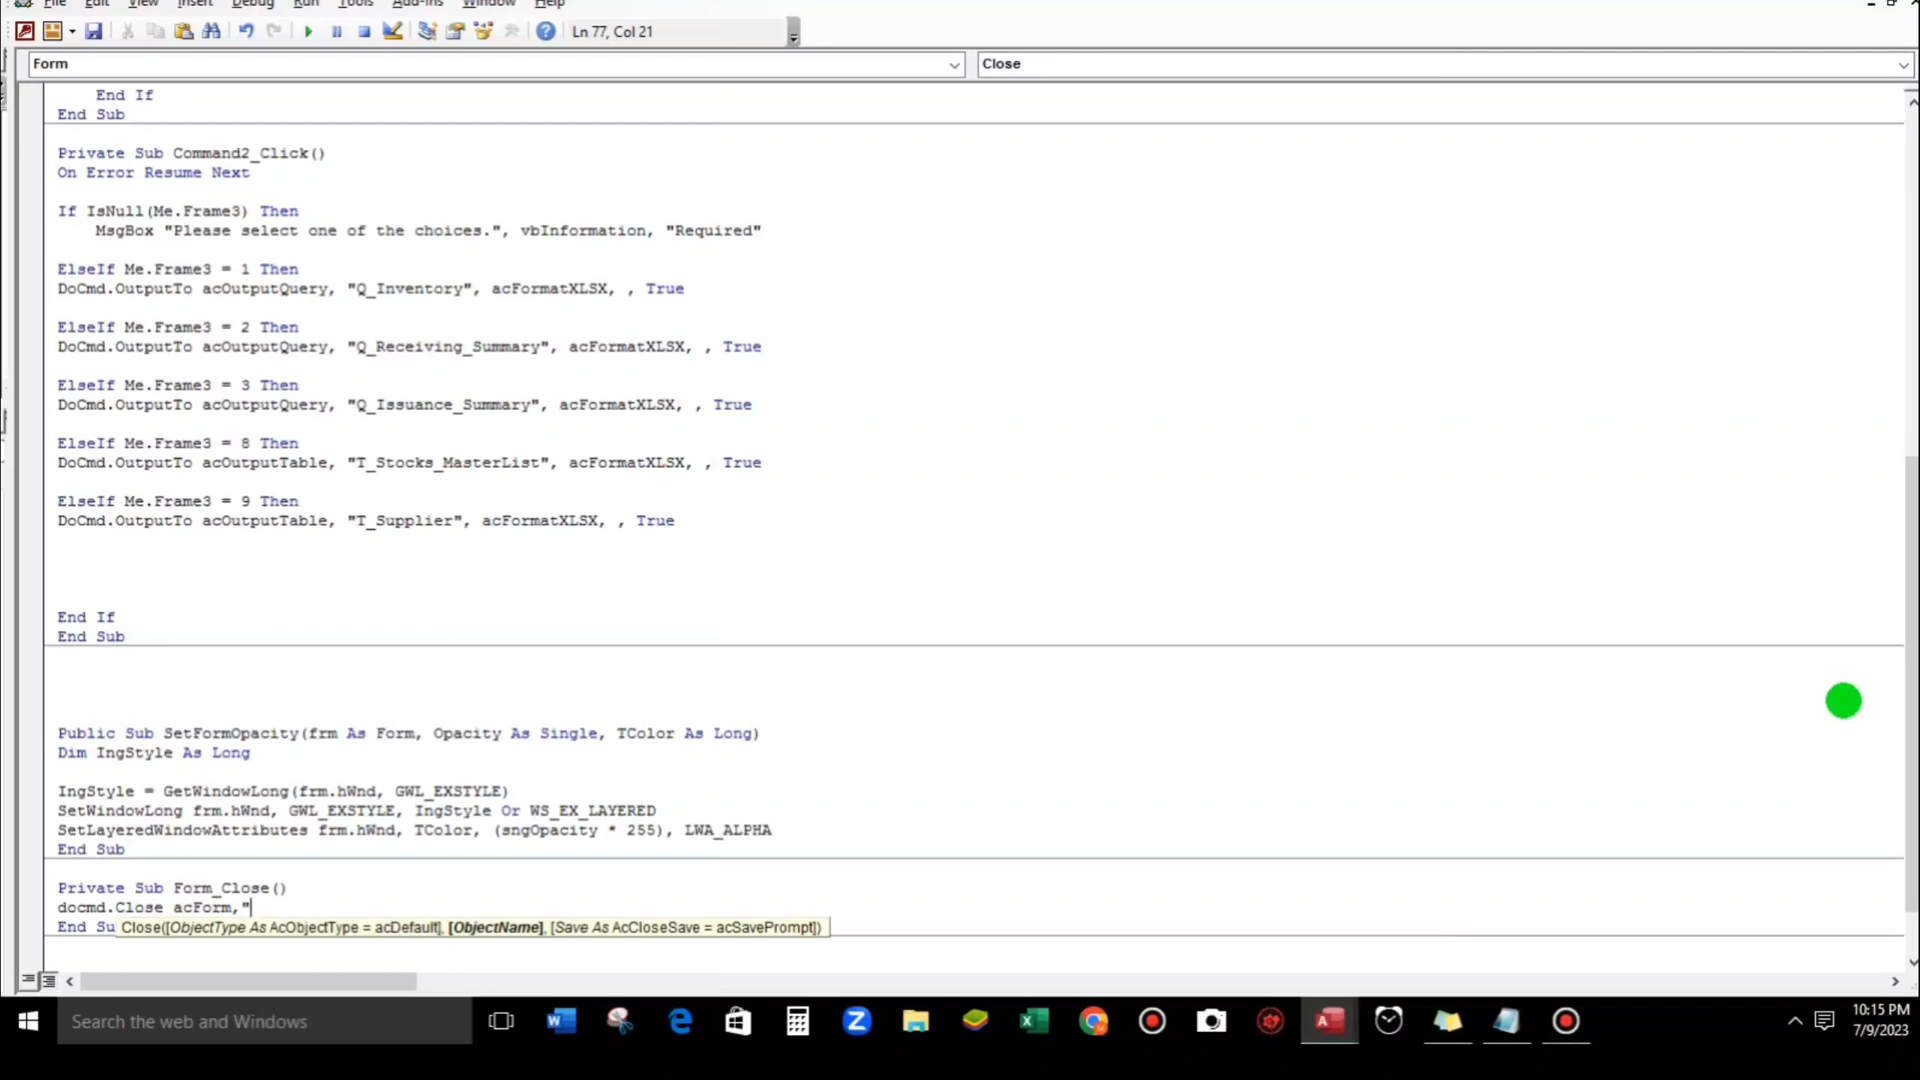 File Edit View Insert Debug Run Tools Add-Ins Window Help
Ln 77, Col 21
Form Close
End If
End Sub
Private Sub Command2_Click()
On Error Resume Next
If IsNull(Me.Frame3) Then
MsgBox "Please select one of the choices.", vbInformation, "Required"
ElseIf Me.Frame3 = 1 Then
DoCmd.OutputTo acOutputQuery, "Q_Inventory", acFormatXLSX, , True
ElseIf Me.Frame3 = 2 Then
DoCmd.OutputTo acOutputQuery, "Q_Receiving_Summary", acFormatXLSX, , True
ElseIf Me.Frame3 = 3 Then
DoCmd.OutputTo acOutputQuery, "Q_Issuance_Summary", acFormatXLSX, , True
ElseIf Me.Frame3 = 8 Then
DoCmd.OutputTo acOutputTable, "T_Stocks_MasterList", acFormatXLSX, , True
ElseIf Me.Frame3 = 9 Then
DoCmd.OutputTo acOutputTable, "T_Supplier", acFormatXLSX, , True
End If
End Sub
Public Sub SetFormOpacity(frm As Form, Opacity As Single, TColor As Long)
Dim IngStyle As Long
IngStyle = GetWindowLong(frm.hWnd, GWL_EXSTYLE)
SetWindowLong frm.hWnd, GWL_EXSTYLE, IngStyle Or WS_EX_LAYERED
SetLayeredWindowAttributes frm.hWnd, TColor, (sngOpacity * 255), LWA_ALPHA
End Sub
Private Sub Form_Close()
docmd.Close acForm,"
End Su Close([ObjectType As AcObjectType = acDefault], [ObjectName], [Save As AcCloseSave = acSavePrompt])
Search the web and Windows
10:15 PM
7/9/2023